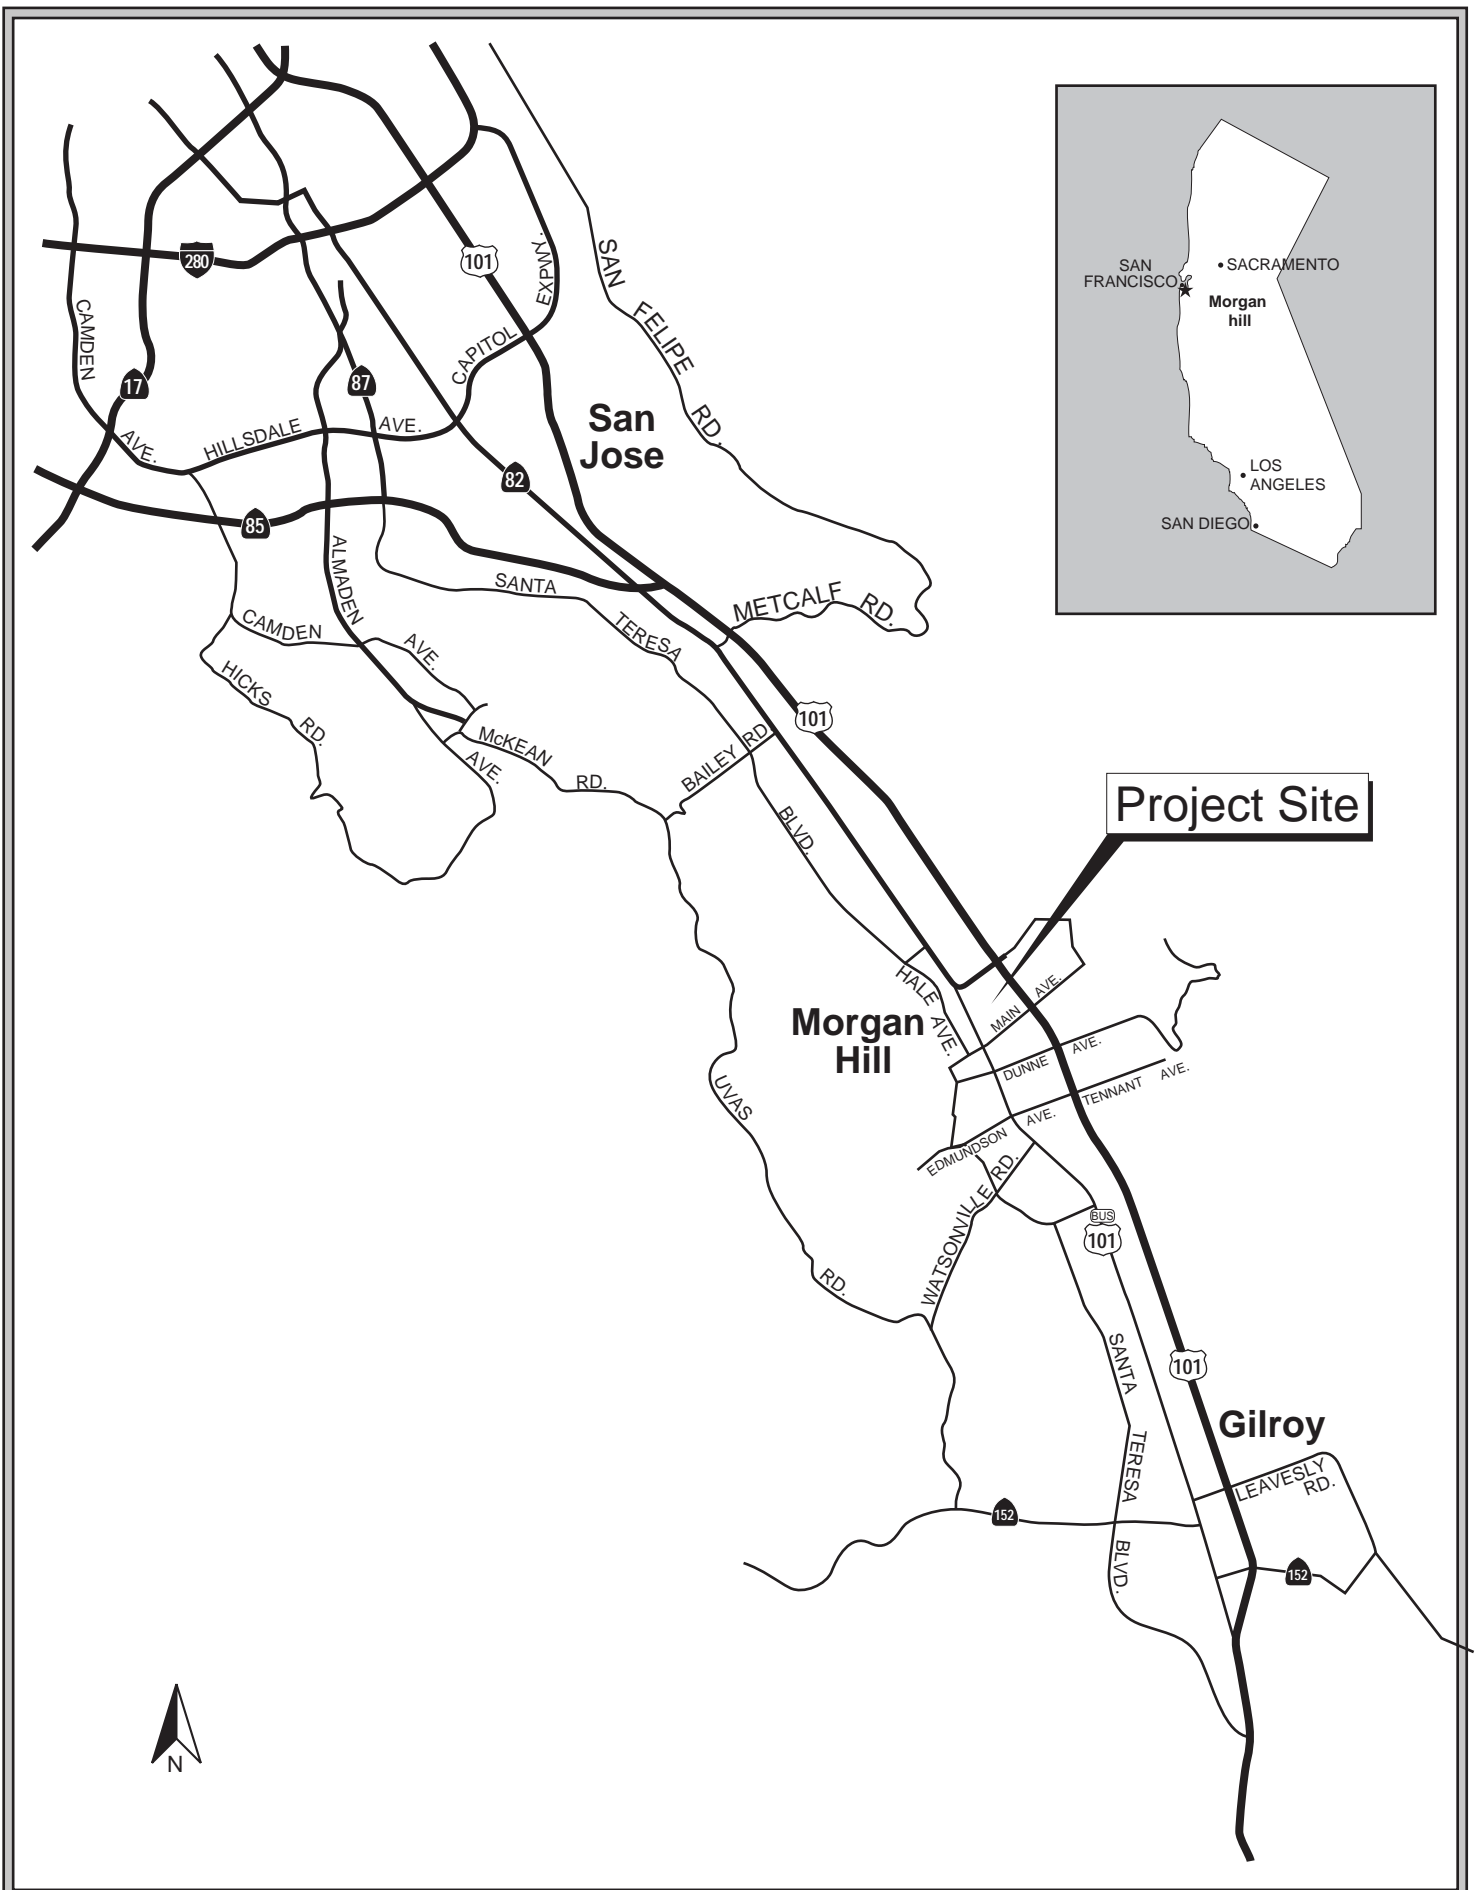 SAN
FRANCISCO
SACRAMENTO
Morgan
hill
LOS
ANGELES
SAN DIEGO
280
101
EXPWY.
CAPITOL
SAN
FELIPE
RD.
CAMDEN
AVE.
17
87
HILLSDALE
AVE.
San
Jose
82
85
ALMADEN
SANTA
TERESA
METCALF
RD.
CAMDEN
AVE.
HICKS
RD.
McKEAN
RD.
AVE.
BAILEY RD
BLVD.
101
Project Site
HALE AVE.
MAIN
AVE.
Morgan
Hill
DUNNE
AVE.
TENNANT
AVE.
EDMUNDSON
AVE.
UVAS
RD.
WATSONVILLE RD.
BUS
101
101
SANTA
TERESA
BLVD.
Gilroy
LEAVESLY
RD.
152
152
N